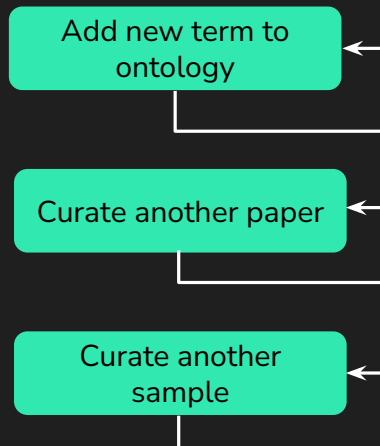 Add new term to
ontology
Curate another paper
Curate another
sample